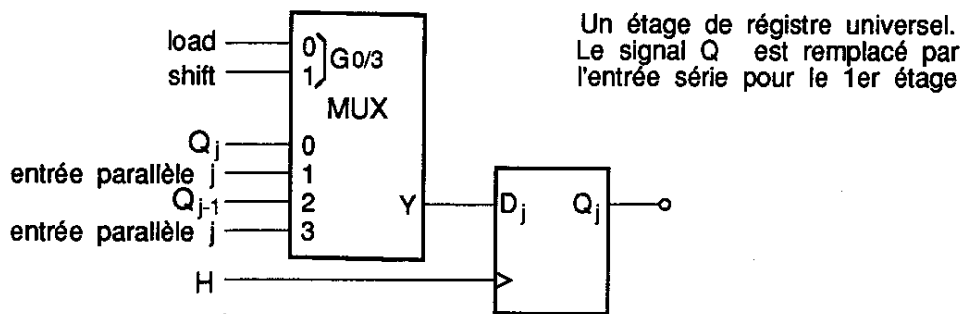 load
shift
0
1
G0/3
MUX
Un étage de régistre universel.
Le signal Q est remplacé par
l'entrée série pour le 1er étage
Qj
entrée parallèle j
Qj-1
entrée parallèle j
0
1
2
3
Y
Dj
Qj
H